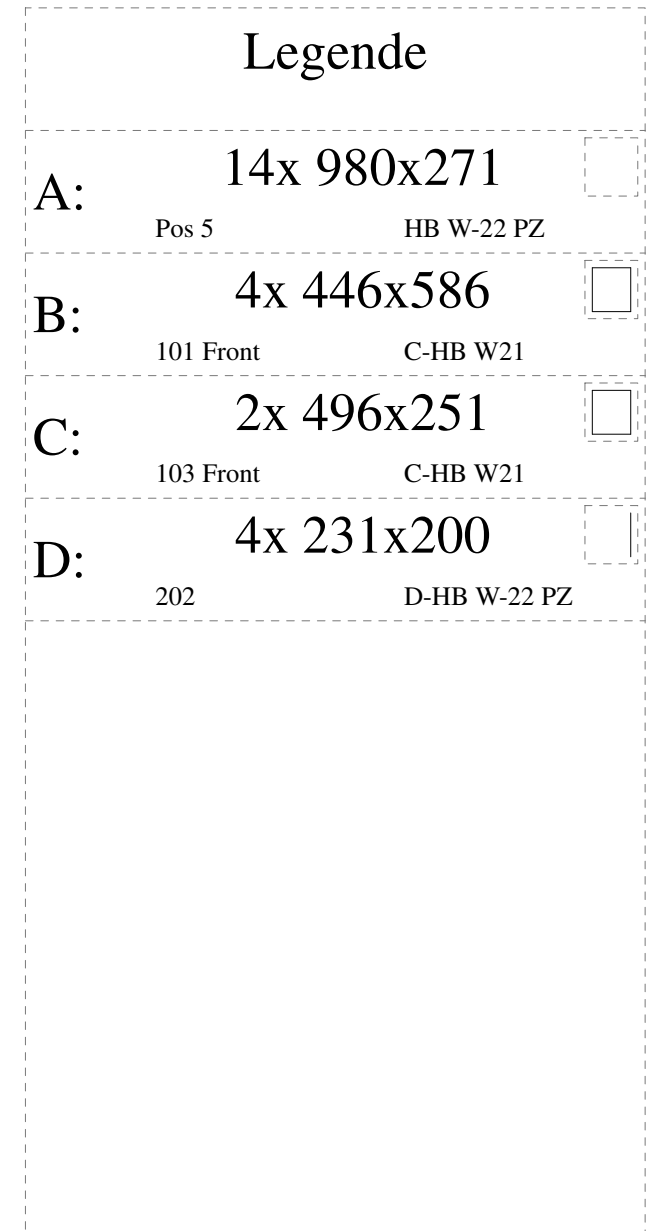 Legende
A: 14x 980x271
Pos 5 HB W-22 PZ
B: 4x 446x586
101 Front C-HB W21
C: 2x 496x251
103 Front C-HB W21
D: 4x 231x200
202 D-HB W-22 PZ